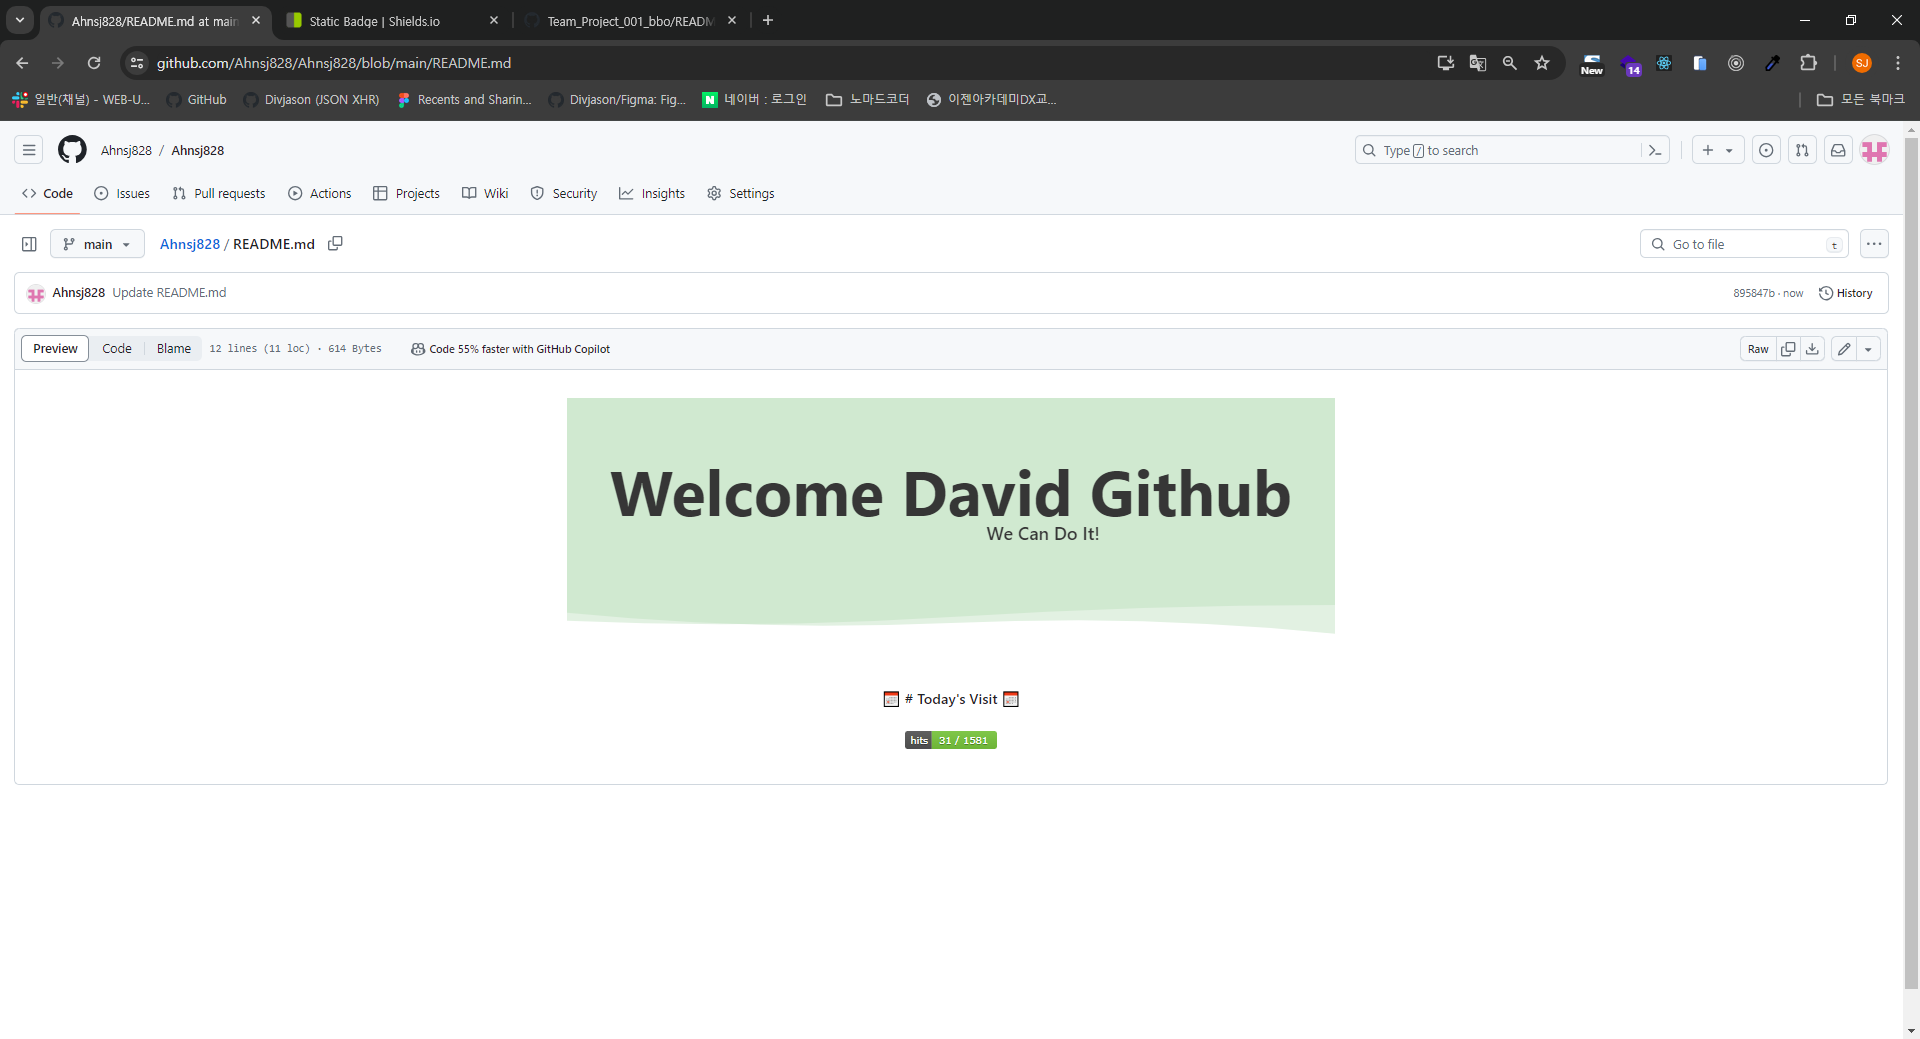 Ahnsj828/README.md at main
Static Badge | Shields.io
Team_Project_001_bbo/README
github.com/Ahnsj828/Ahnsj828/blob/main/README.md
New
14
SJ
일반(채널) - WEB-U...
GitHub
Divjason (JSON XHR)
Recents and Sharin...
Divjason/Figma: Fig...
N 네이버 : 로그인
노마드코더
이젠아카데미DX교...
모든 북마크
Ahnsj828 / Ahnsj828
Type / to search
Code
Issues
Pull requests
Actions
Projects
Wiki
Security
Insights
Settings
main
Ahnsj828 / README.md
Go to file
t
Ahnsj828 Update README.md
895847b · now
History
Preview
Code
Blame
12 lines (11 loc) · 614 Bytes
Code 55% faster with GitHub Copilot
Raw
Welcome David Github
We Can Do It!
# Today's Visit
hits 31 / 1581